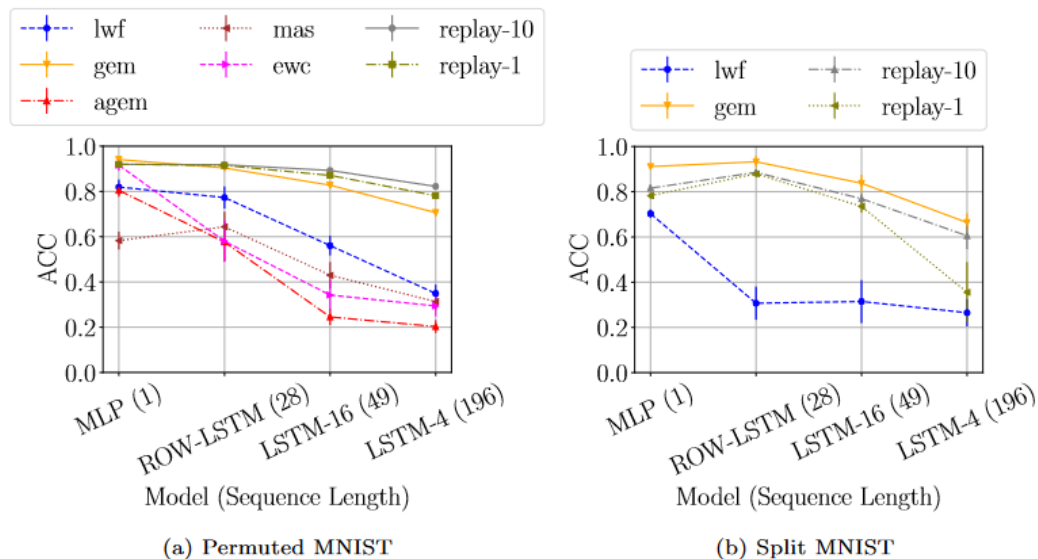 lwf
gem
agem
mas
ewc
replay-10
replay-1
ACC
1.0
0.8
0.6
0.4
0.2
0.0
MLP (1)
ROW-LSTM (28)
LSTM-16 (49)
LSTM-4 (196)
Model (Sequence Length)
(a) Permuted MNIST
lwf
gem
replay-10
replay-1
ACC
1.0
0.8
0.6
0.4
0.2
0.0
MLP (1)
ROW-LSTM (28)
LSTM-16 (49)
LSTM-4 (196)
Model (Sequence Length)
(b) Split MNIST